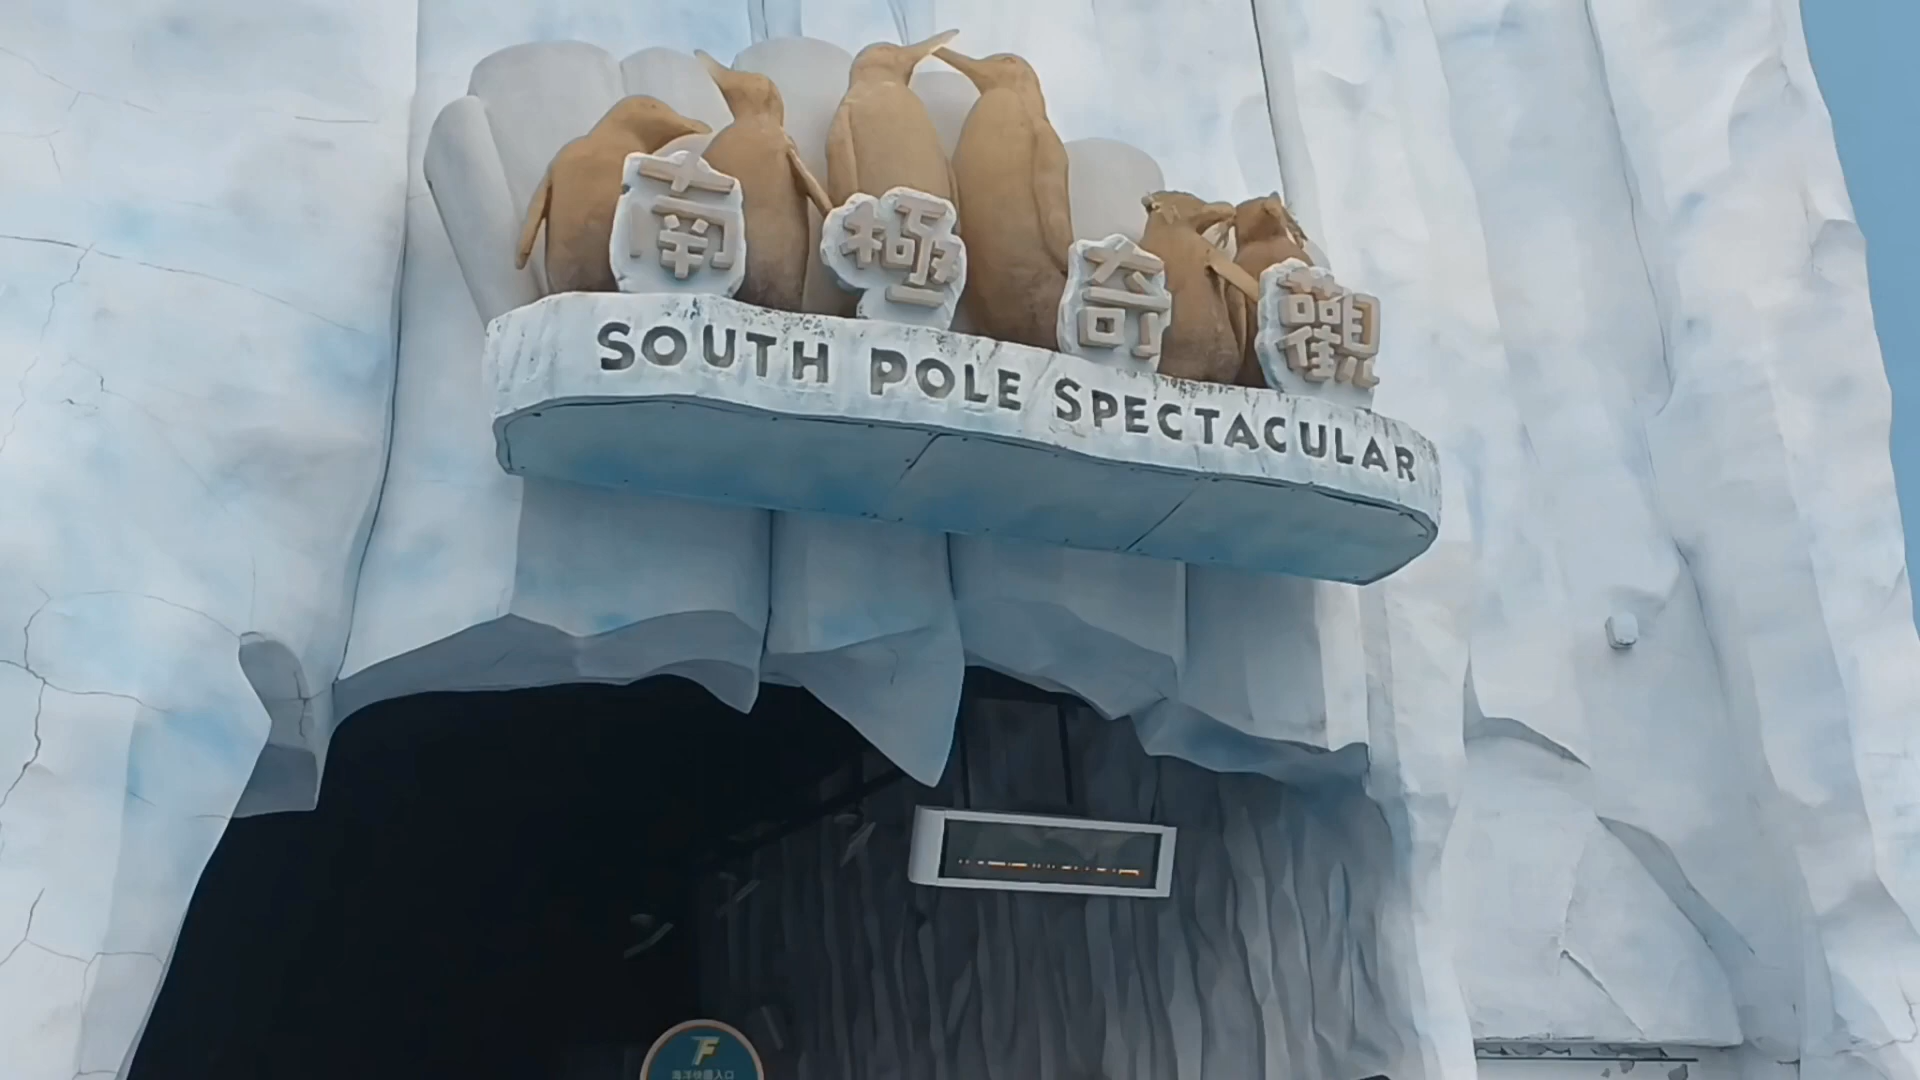 南極奇觀
SOUTH POLE SPECTACULAR
F